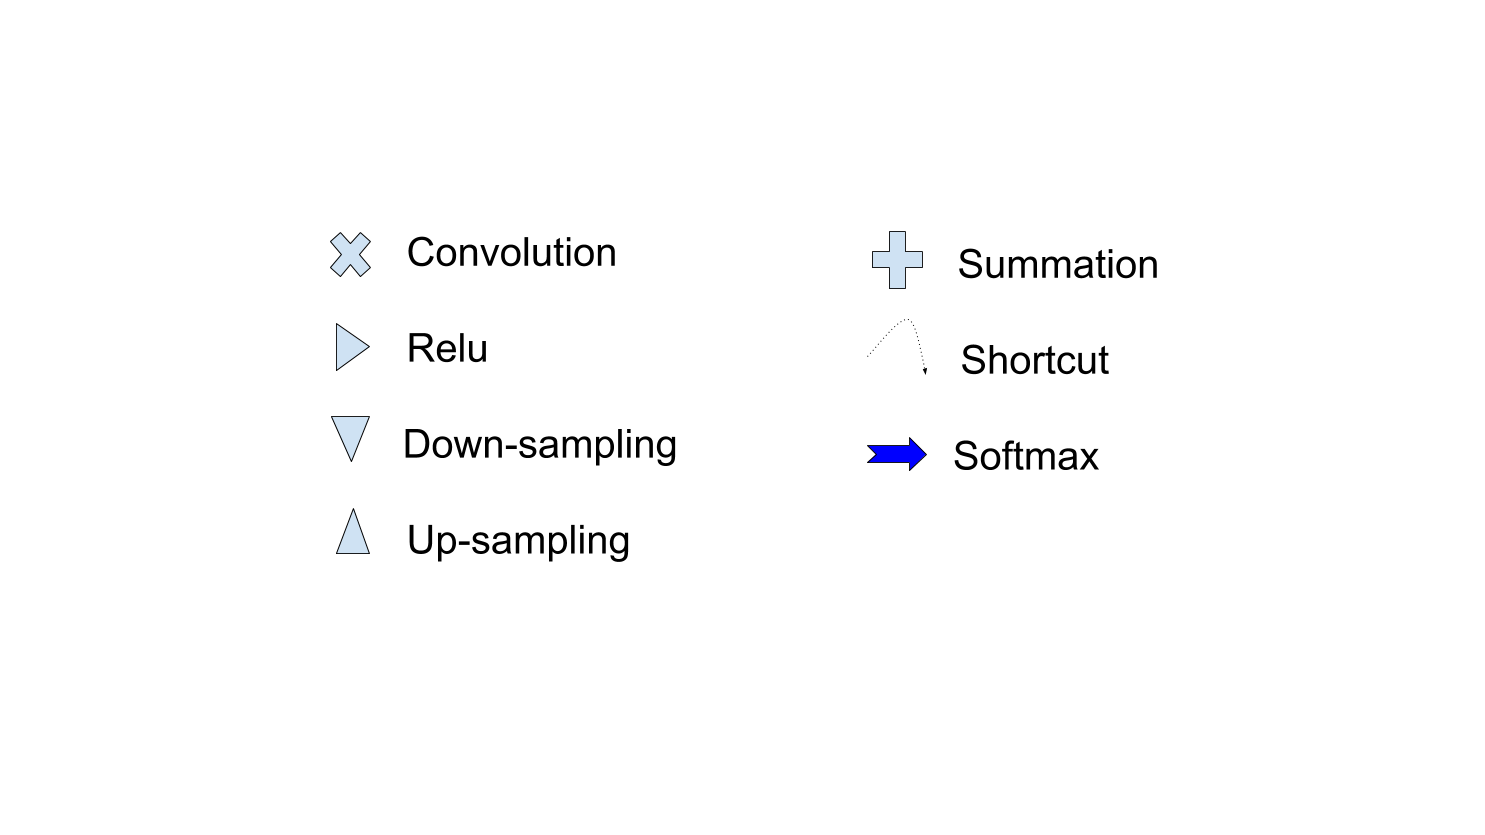 Convolution
Relu
Down-sampling
Up-sampling
Summation
Shortcut
Softmax